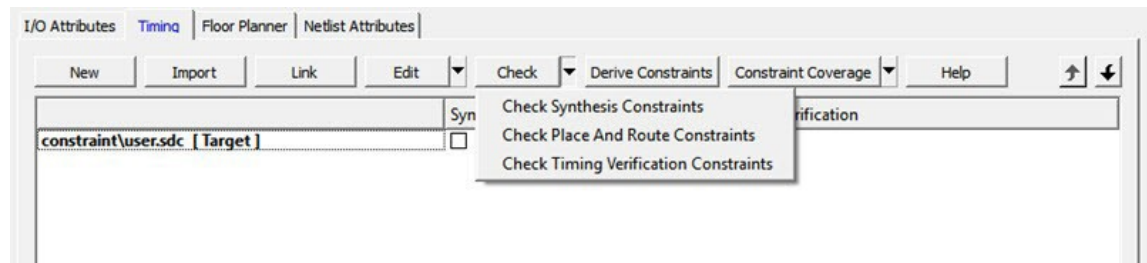 I/O Attributes Timing Floor Planner Netlist Attributes
New Import Link Edit Check Derive Constraints Constraint Coverage Help
Syn
rification
Check Synthesis Constraints
Check Place And Route Constraints
Check Timing Verification Constraints
constraint\user.sdc [ Target ]